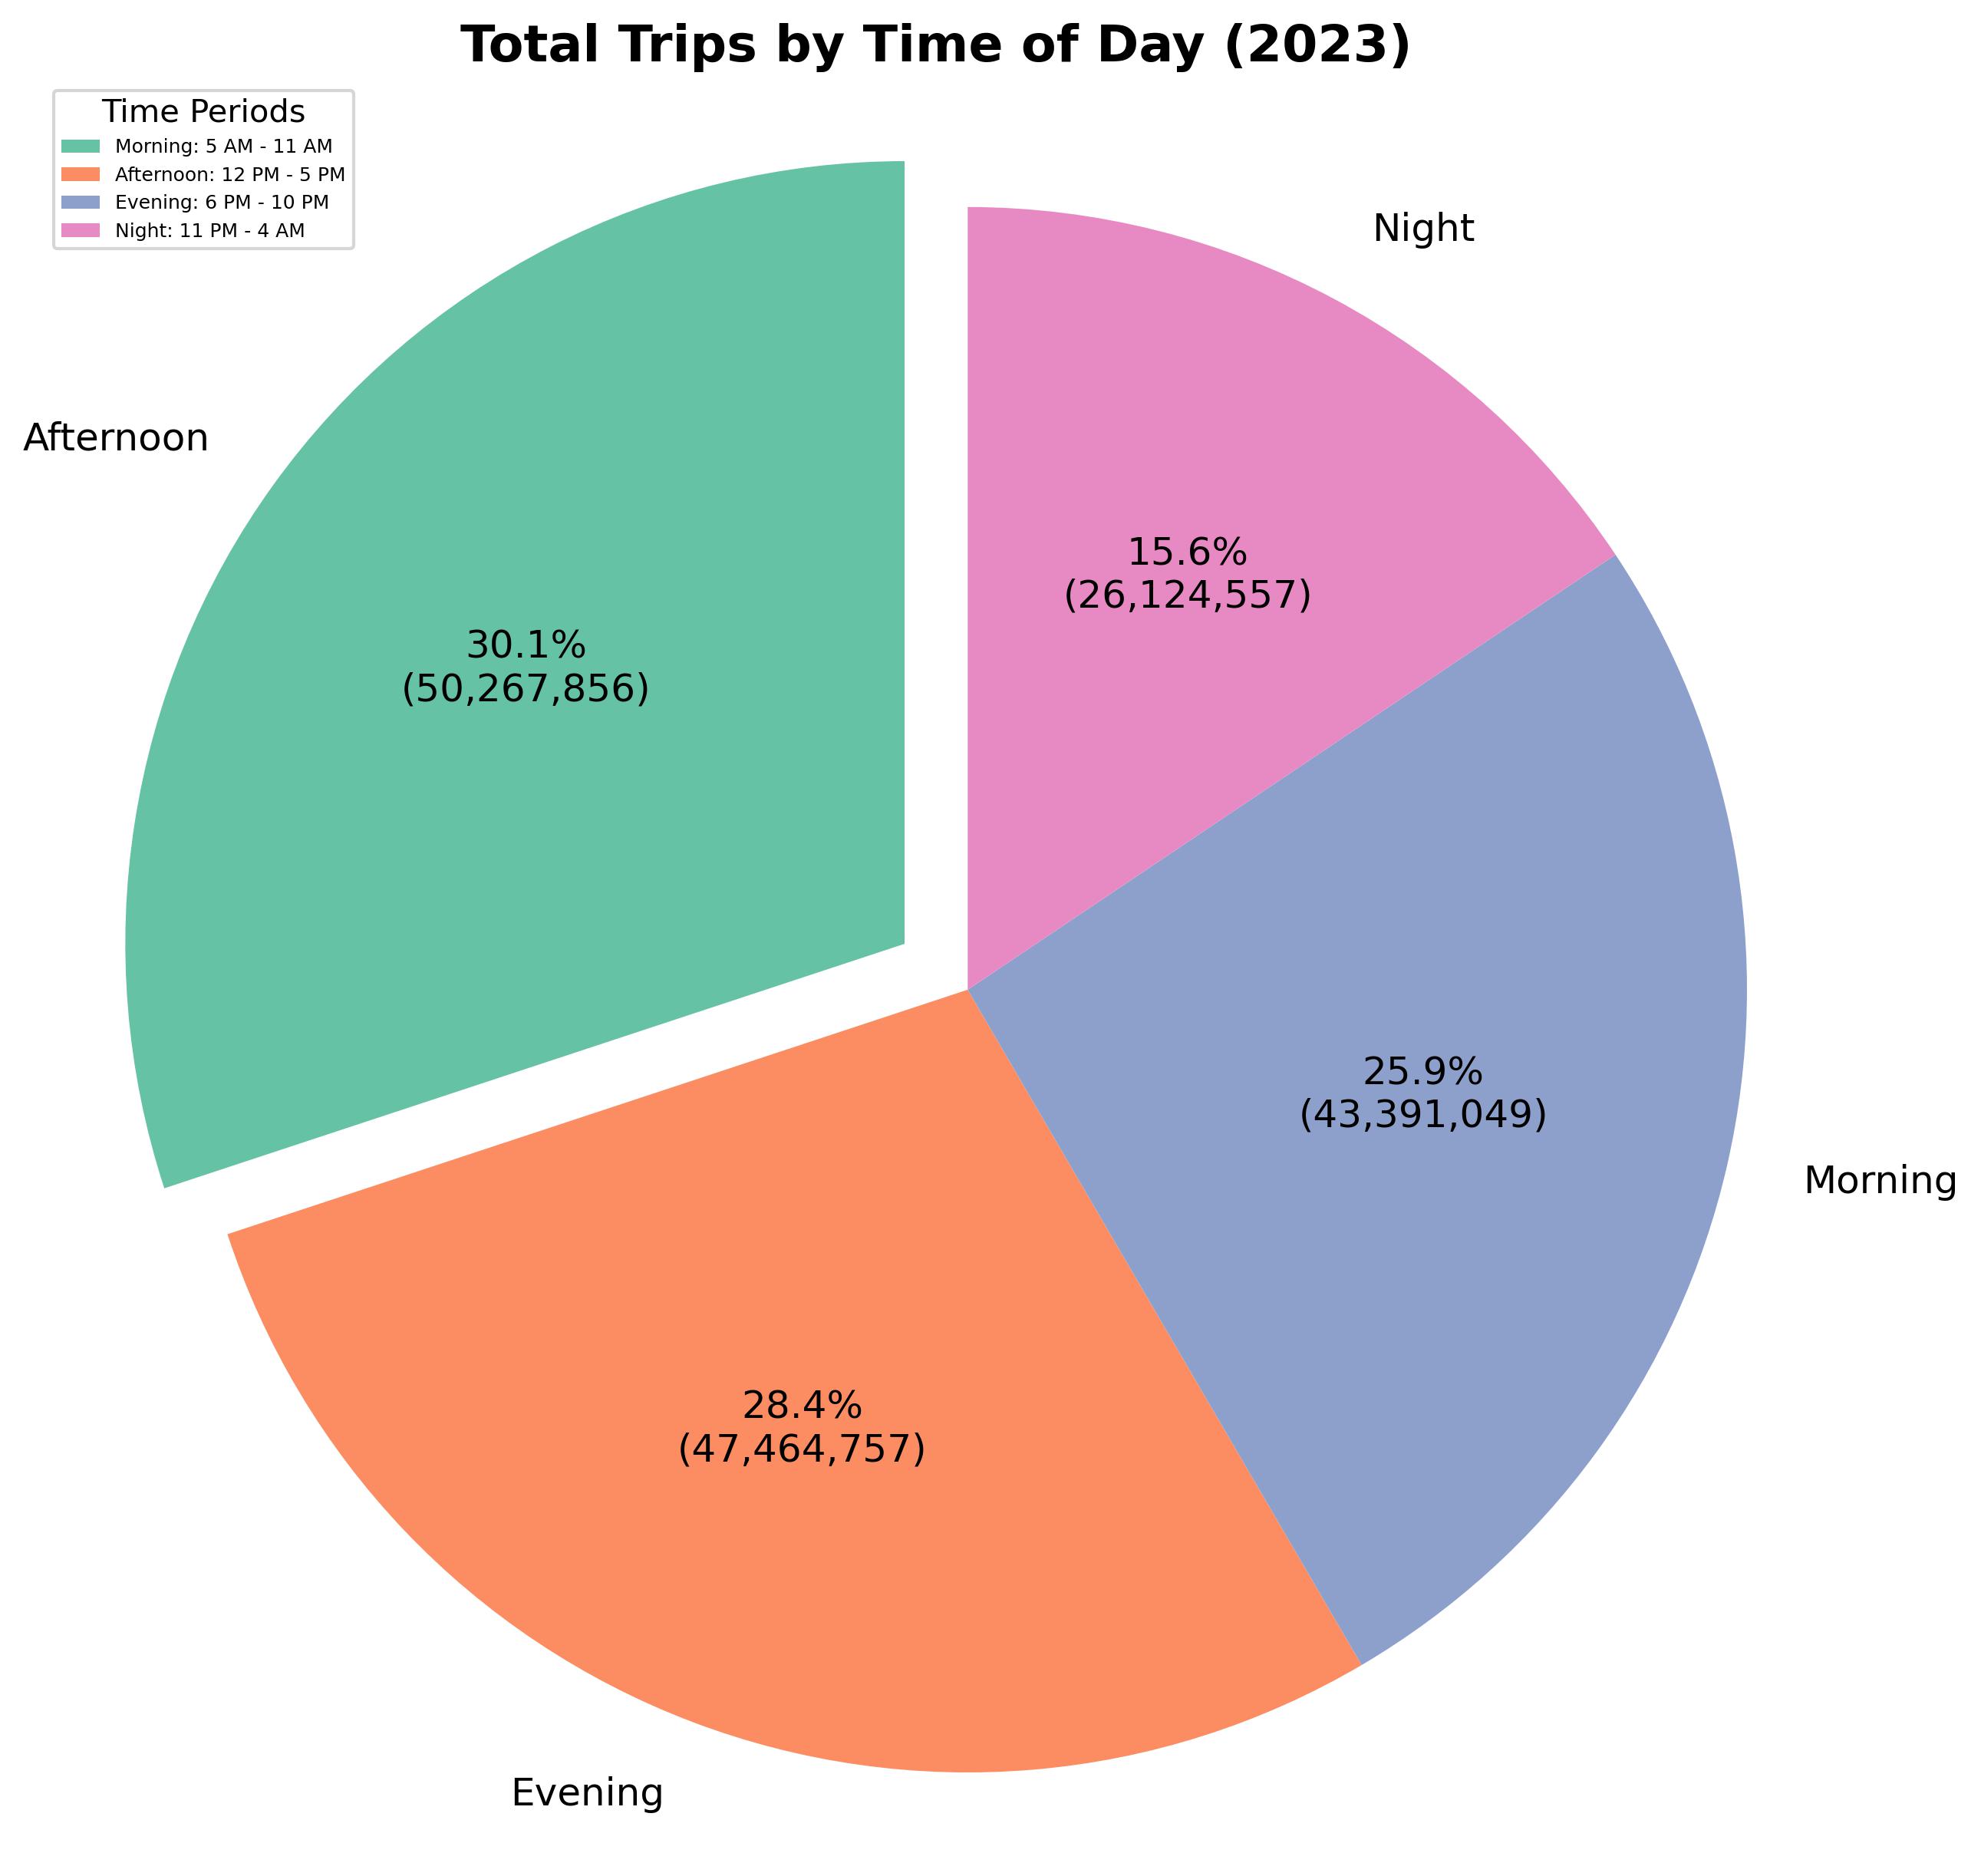 Total Trips by Time of Day (2023)
Time Periods
Morning: 5 AM - 11 AM
Afternoon: 12 PM - 5 PM
Evening: 6 PM - 10 PM
Night: 11 PM - 4 AM
Night
Afternoon
15.6%
(26,124,557)
30.1%
(50,267,856)
25.9%
(43,391,049)
Morning
28.4%
(47,464,757)
Evening